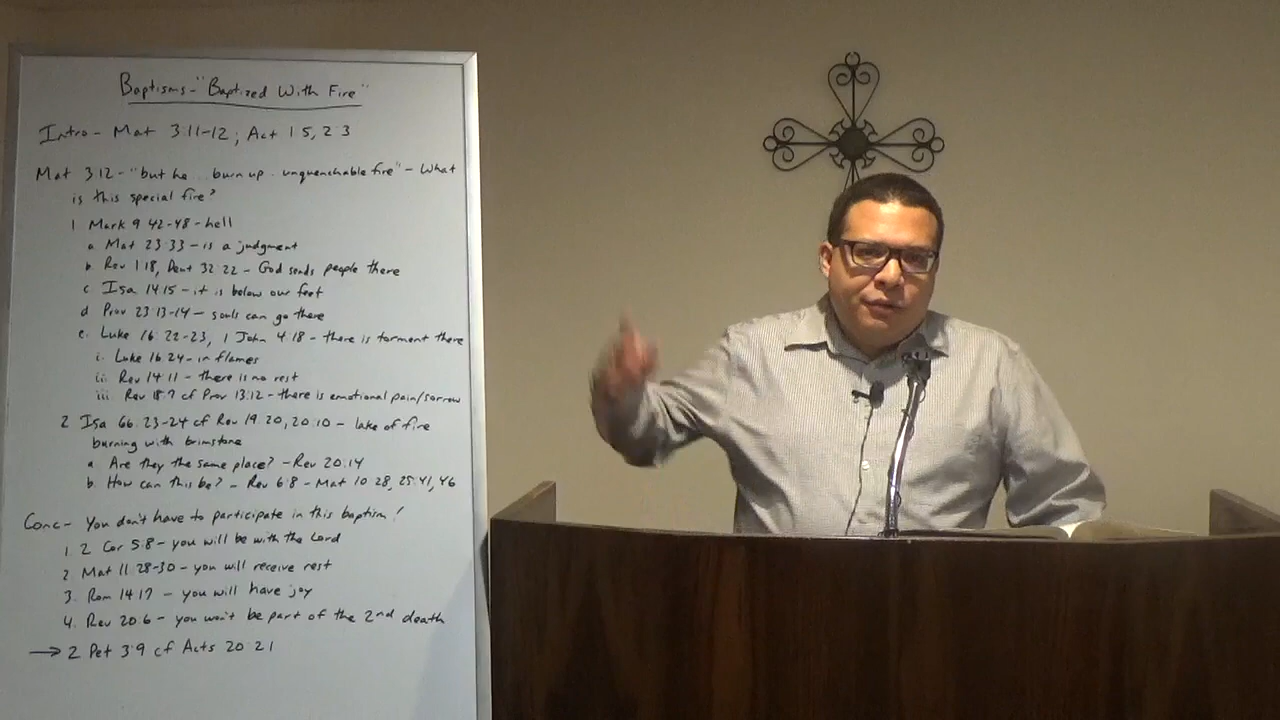 Baptisms - "Baptized With Fire"
Intro - Mat 3:11-12; Act 1:5, 2:3
Mat 3:12 - "but he...burn up...unquenchable fire" - What
is this special fire?
1 Mark 9:42-48 - hell
a Mat 23:33 - is a judgment
b Rev 1:18, Deut 32:22 - God sends people there
c Isa 14:15 - it is below our feet
d Prov 23:13-14 - souls can go there
e. Luke 16:22-23, 1 John 4:18 - there is torment there
i. Luke 16:24 - in flames
ii Rev 14:11 - there is no rest
iii Rev 18:7 cf Prov 13:12 - there is emotional pain/sorrow
2 Isa 66:23-24 cf Rev 19:20, 20:10 - lake of fire
burning with brimstone
a Are they the same place? - Rev 20:14
b. How can this be? - Rev 6:8 - Mat 10:28, 25:41, 46
Conc - You don't have to participate in this baptism!
1. 2 Cor 5:8 - you will be with the Lord
2 Mat 11:28-30 - you will receive rest
3. Rom 14:17 - you will have joy
4. Rev 20:6 - you won't be part of the 2nd death
→ 2 Pet 3:9 cf Acts 20:21